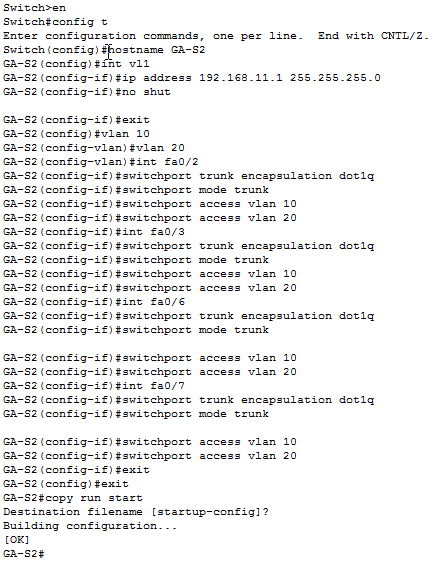 Switch>en
Switch#config t
Enter configuration commands, one per line.  End with CNTL/Z.
Switch(config)#hostname GA-S2
GA-S2(config)#int vl1
GA-S2(config-if)#ip address 192.168.11.1 255.255.255.0
GA-S2(config-if)#no shut

GA-S2(config-if)#exit
GA-S2(config)#vlan 10
GA-S2(config-vlan)#vlan 20
GA-S2(config-vlan)#int fa0/2
GA-S2(config-if)#switchport trunk encapsulation dot1q
GA-S2(config-if)#switchport mode trunk
GA-S2(config-if)#switchport access vlan 10
GA-S2(config-if)#switchport access vlan 20
GA-S2(config-if)#int fa0/3
GA-S2(config-if)#switchport trunk encapsulation dot1q
GA-S2(config-if)#switchport mode trunk
GA-S2(config-if)#switchport access vlan 10
GA-S2(config-if)#switchport access vlan 20
GA-S2(config-if)#int fa0/6
GA-S2(config-if)#switchport trunk encapsulation dot1q
GA-S2(config-if)#switchport mode trunk

GA-S2(config-if)#switchport access vlan 10
GA-S2(config-if)#switchport access vlan 20
GA-S2(config-if)#int fa0/7
GA-S2(config-if)#switchport trunk encapsulation dot1q
GA-S2(config-if)#switchport mode trunk

GA-S2(config-if)#switchport access vlan 10
GA-S2(config-if)#switchport access vlan 20
GA-S2(config-if)#exit
GA-S2(config)#exit
GA-S2#copy run start
Destination filename [startup-config]?
Building configuration...
[OK]
GA-S2#